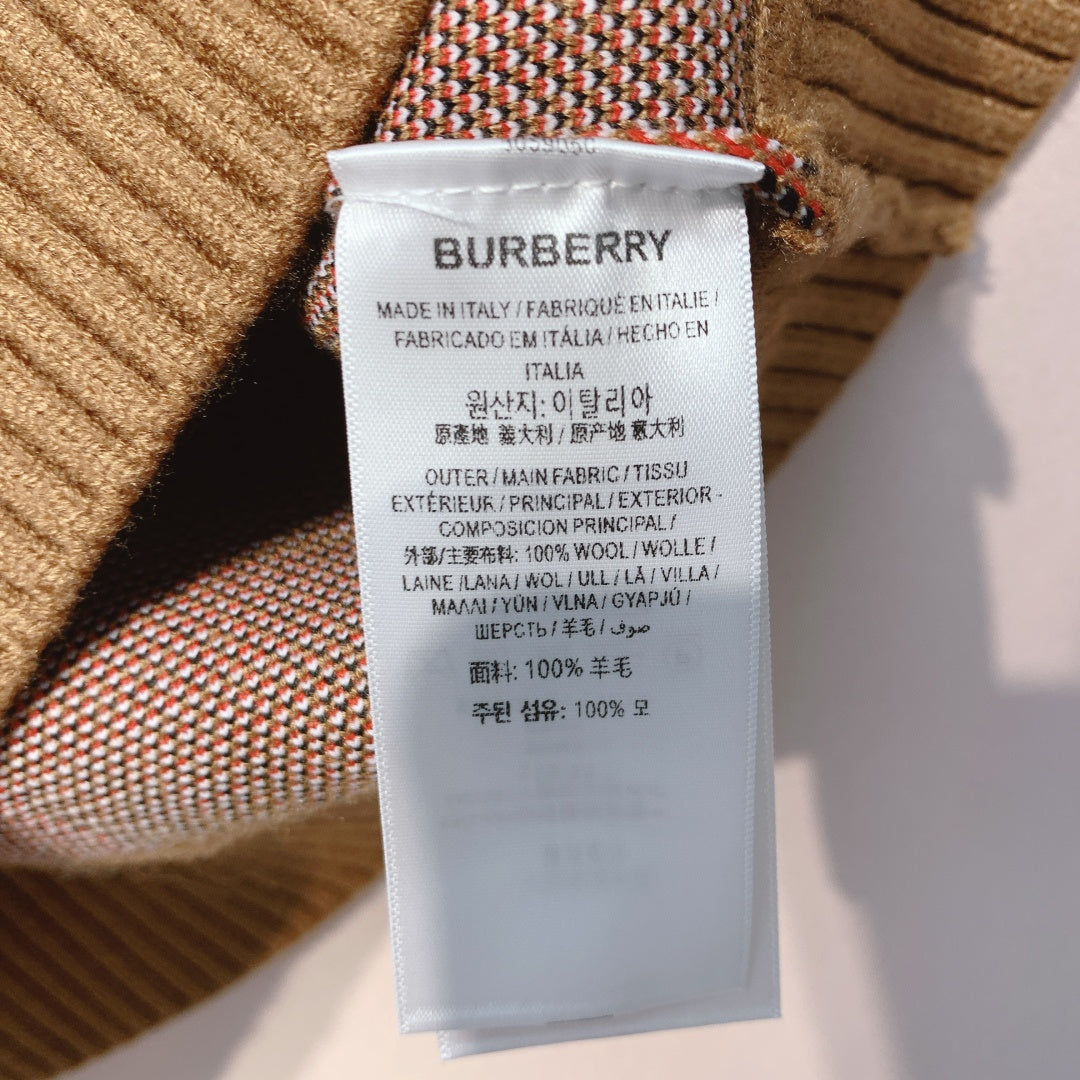 BURBERRY
MADE IN ITALY / FABRIQUÉ EN ITALIE /
FABRICADO EM ITÁLIA / HECHO EN
ITALIA
원산지: 이탈리아
原產地 義大利 / 原产地 意大利
OUTER / MAIN FABRIC / TISSU
EXTÉRIEUR / PRINCIPAL / EXTERIOR -
COMPOSICION PRINCIPAL /
外部/主要布料: 100% WOOL / WOLLE /
LAINE /LANA / WOL / ULL / LÃ / VILLA /
ΜΑΛΛΙ / YÜN / VLNA / GYAPJÚ /
ШЕРСТЬ / 羊毛 / صوف
面料: 100% 羊毛
주된 섬유: 100% 모